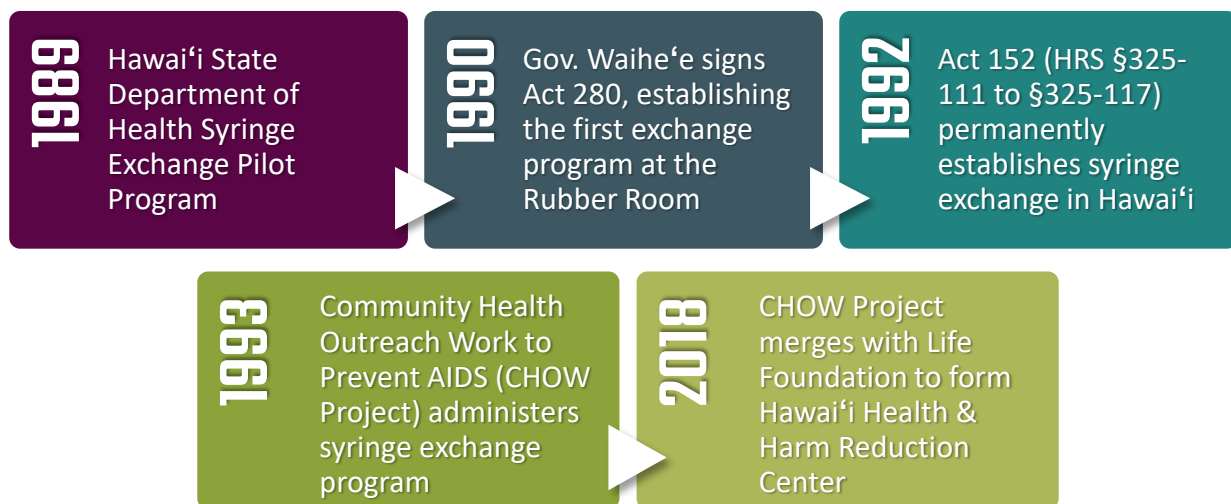 1989
Hawaiʻi State
Department of
Health Syringe
Exchange Pilot
Program
1990
Gov. Waiheʻe signs
Act 280, establishing
the first exchange
program at the
Rubber Room
1992
Act 152 (HRS §325-
111 to §325-117)
permanently
establishes syringe
exchange in Hawaiʻi
1993
Community Health
Outreach Work to
Prevent AIDS (CHOW
Project) administers
syringe exchange
program
2018
CHOW Project
merges with Life
Foundation to form
Hawaiʻi Health &
Harm Reduction
Center